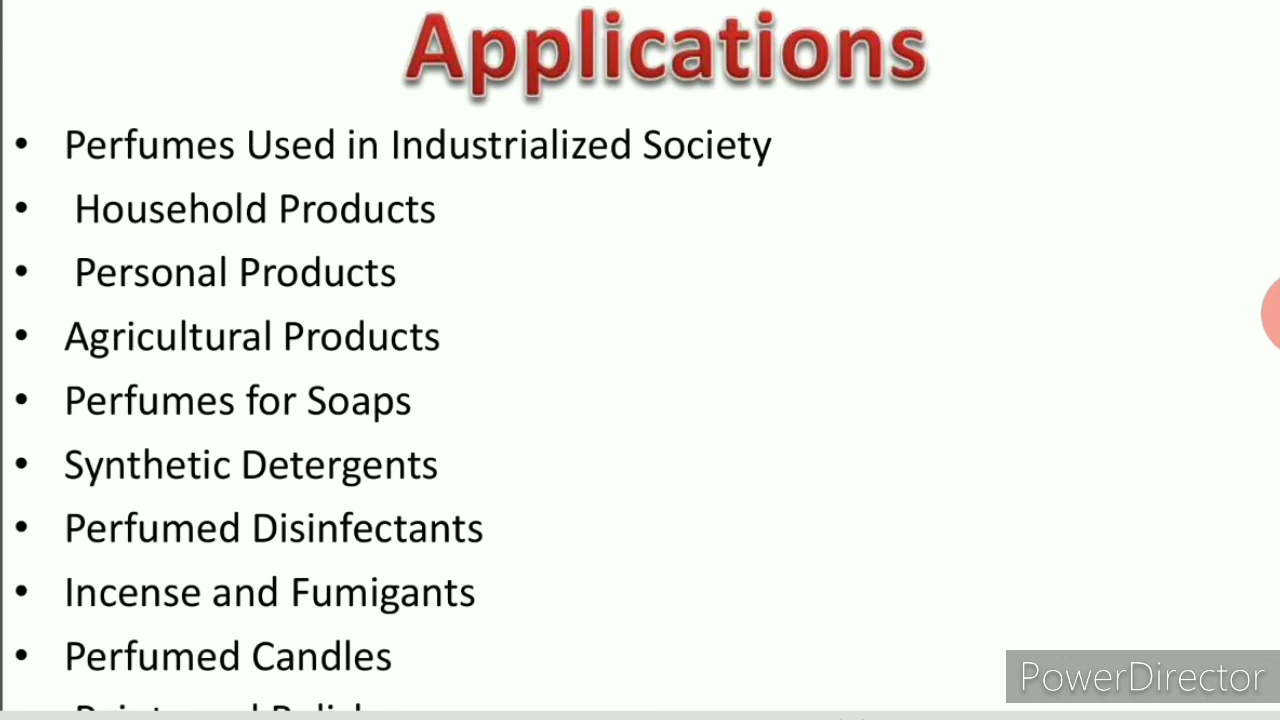 Applications
• Perfumes Used in Industrialized Society
• Household Products
• Personal Products
• Agricultural Products
• Perfumes for Soaps
• Synthetic Detergents
• Perfumed Disinfectants
• Incense and Fumigants
• Perfumed Candles
PowerDirector